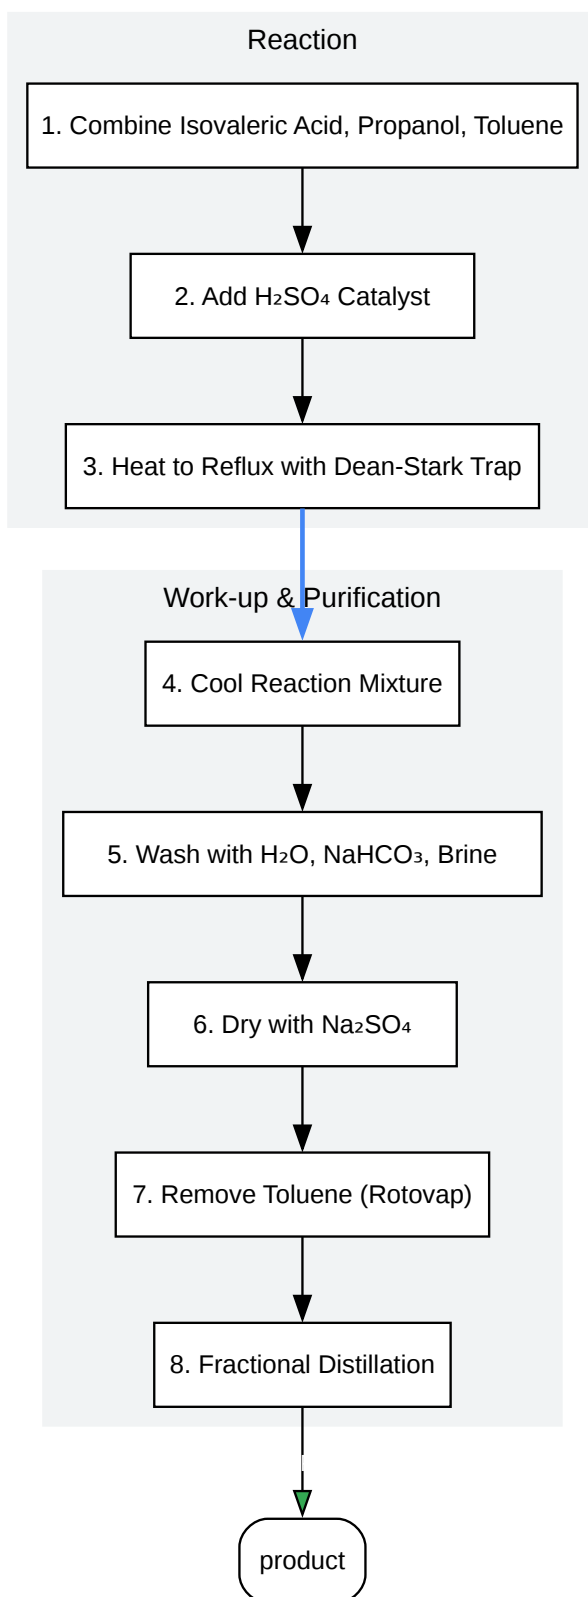 Reaction
1. Combine Isovaleric Acid, Propanol, Toluene
2. Add H₂SO₄ Catalyst
3. Heat to Reflux with Dean-Stark Trap
Work-up & Purification
4. Cool Reaction Mixture
5. Wash with H₂O, NaHCO₃, Brine
6. Dry with Na₂SO₄
7. Remove Toluene (Rotovap)
8. Fractional Distillation
product